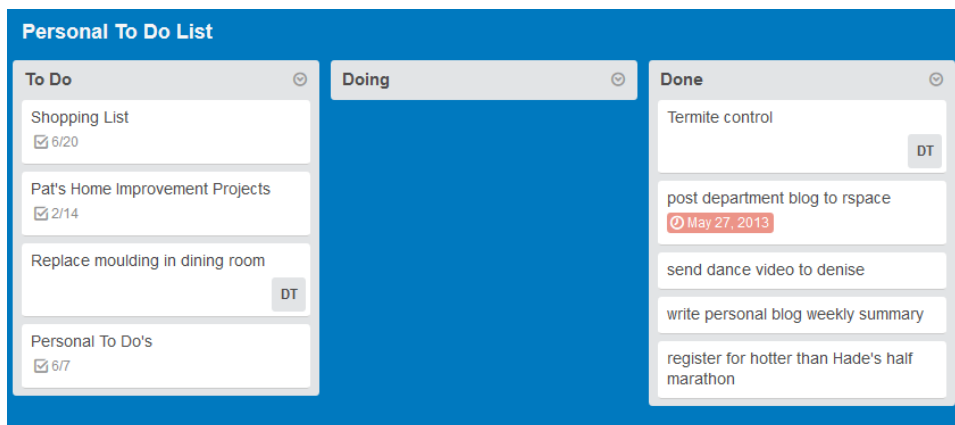 Personal To Do List
To Do
Shopping List
6/20
Pat's Home Improvement Projects
2/14
Replace moulding in dining room
DT
Personal To Do's
6/7
Doing
Done
Termite control
DT
post department blog to rspace
May 27, 2013
send dance video to denise
write personal blog weekly summary
register for hotter than Hade's half
marathon